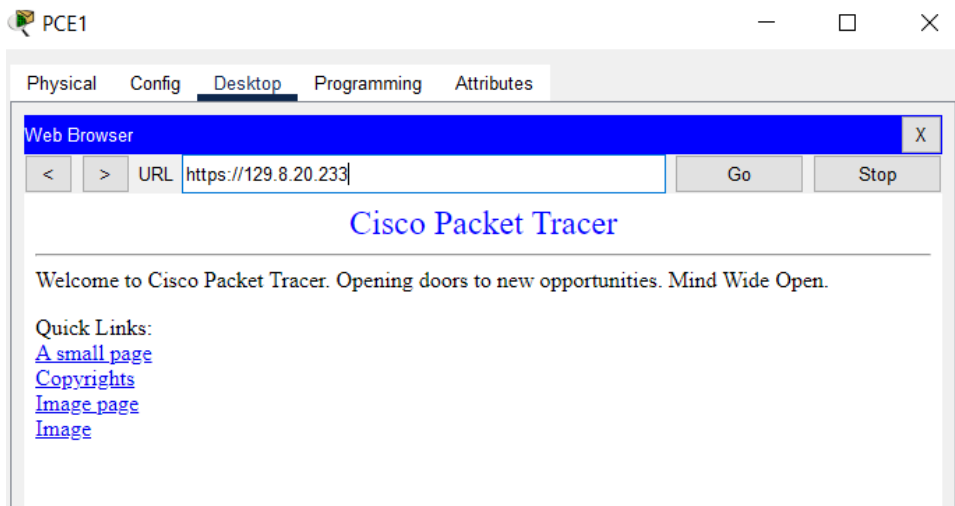 PCE1
Physical Config Desktop Programming Attributes
Web Browser X
< > URL https://129.8.20.233 Go Stop
Cisco Packet Tracer
Welcome to Cisco Packet Tracer. Opening doors to new opportunities. Mind Wide Open.
Quick Links:
A small page
Copyrights
Image page
Image